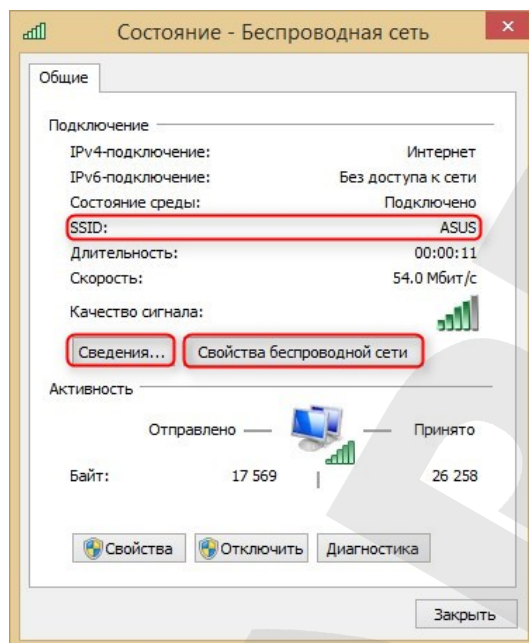 Состояние - Беспроводная сеть
Общие
Подключение
IPv4-подключение: Интернет
IPv6-подключение: Без доступа к сети
Состояние среды: Подключено
SSID: ASUS
Длительность: 00:00:11
Скорость: 54.0 Мбит/с
Качество сигнала:
Сведения... Свойства беспроводной сети
Активность
Отправлено Принято
Байт: 17 569 26 258
Свойства Отключить Диагностика
Закрыть